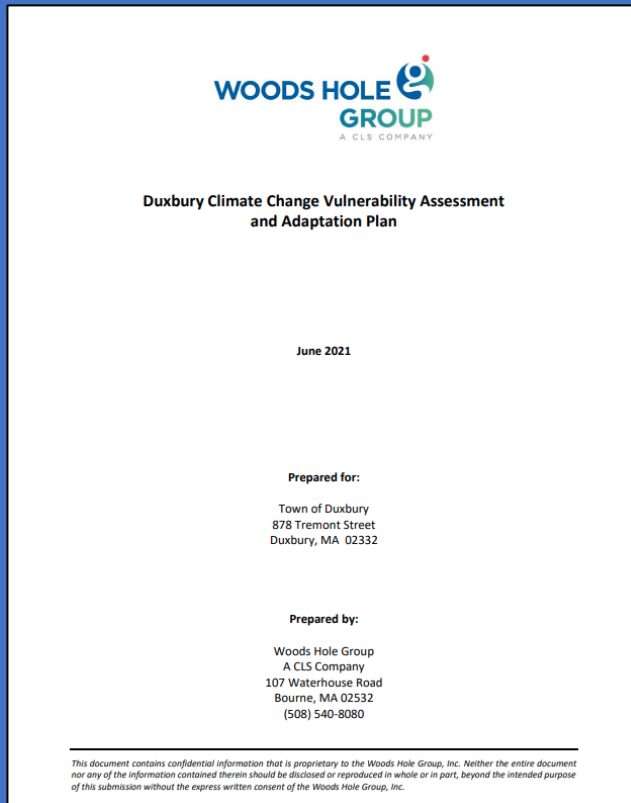 WOODS HOLE
GROUP
A CLS COMPANY
Duxbury Climate Change Vulnerability Assessment
and Adaptation Plan
June 2021
Prepared for:
Town of Duxbury
878 Tremont Street
Duxbury, MA  02332
Prepared by:
Woods Hole Group
A CLS Company
107 Waterhouse Road
Bourne, MA 02532
(508) 540-8080
This document contains confidential information that is proprietary to the Woods Hole Group, Inc. Neither the entire document
nor any of the information contained therein should be disclosed or reproduced in whole or in part, beyond the intended purpose
of this submission without the express written consent of the Woods Hole Group, Inc.